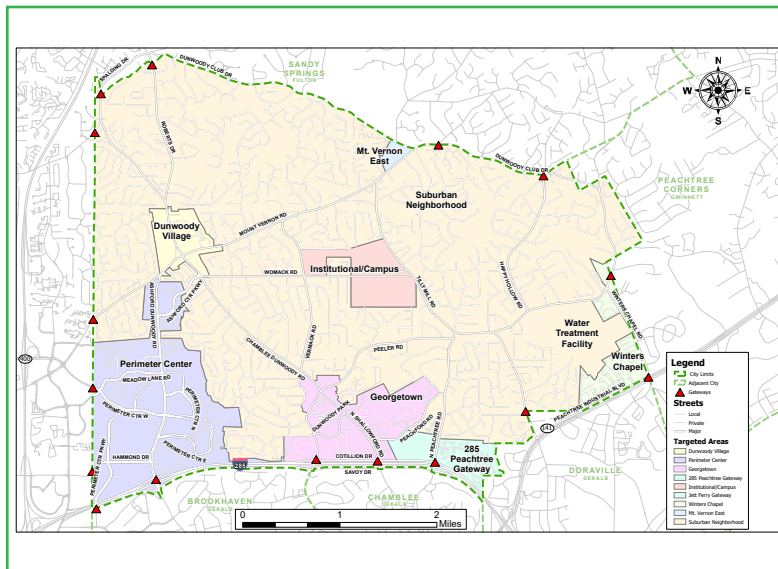 SPALDING DR
DUNWOODY CLUB DR
SANDY
SPRINGS
FULTON
N
W
E
S
ROBERTS DR
Mt. Vernon
East
DUNWOODY CLUB DR
PEACHTREE
CORNERS
GWINNETT
Suburban
Neighborhood
Dunwoody
Village
MOUNT VERNON RD
WOMACK RD
Institutional/Campus
TILLY MILL RD
HAPPY HOLLOW RD
ASHFORD DUNWOODY RD
ASHFORD CTR PKWY
WINTERS CHAPEL RD
VERMACK RD
CHAMBLEE DUNWOODY RD
PEELER RD
Water
Treatment
Facility
Winters
Chapel
400
Perimeter Center
MEADOW LANE RD
PERIMETER CTR W
PERIMETER CTR N
PERIMETER CTR E
PERIMETER CTR PKWY
HAMMOND DR
DUNWOODY PARK
Georgetown
N SHALLOWFORD RD
PEACHFORD RD
N PEACHTREE RD
PEACHTREE INDUSTRIAL BLVD
141
285
Peachtree
Gateway
285
COTILLION DR
SAVOY DR
DORAVILLE
DEKALB
BROOKHAVEN
DEKALB
CHAMBLEE
DEKALB
0
1
2
Miles
Legend
City Limits
Adjacent City
Gateways
Streets
Local
Private
Major
Targeted Areas
Dunwoody Village
Perimeter Center
Georgetown
285 Peachtree Gateway
Institutional/Campus
Jett Ferry Gateway
Winters Chapel
Mt. Vernon East
Suburban Neighborhood